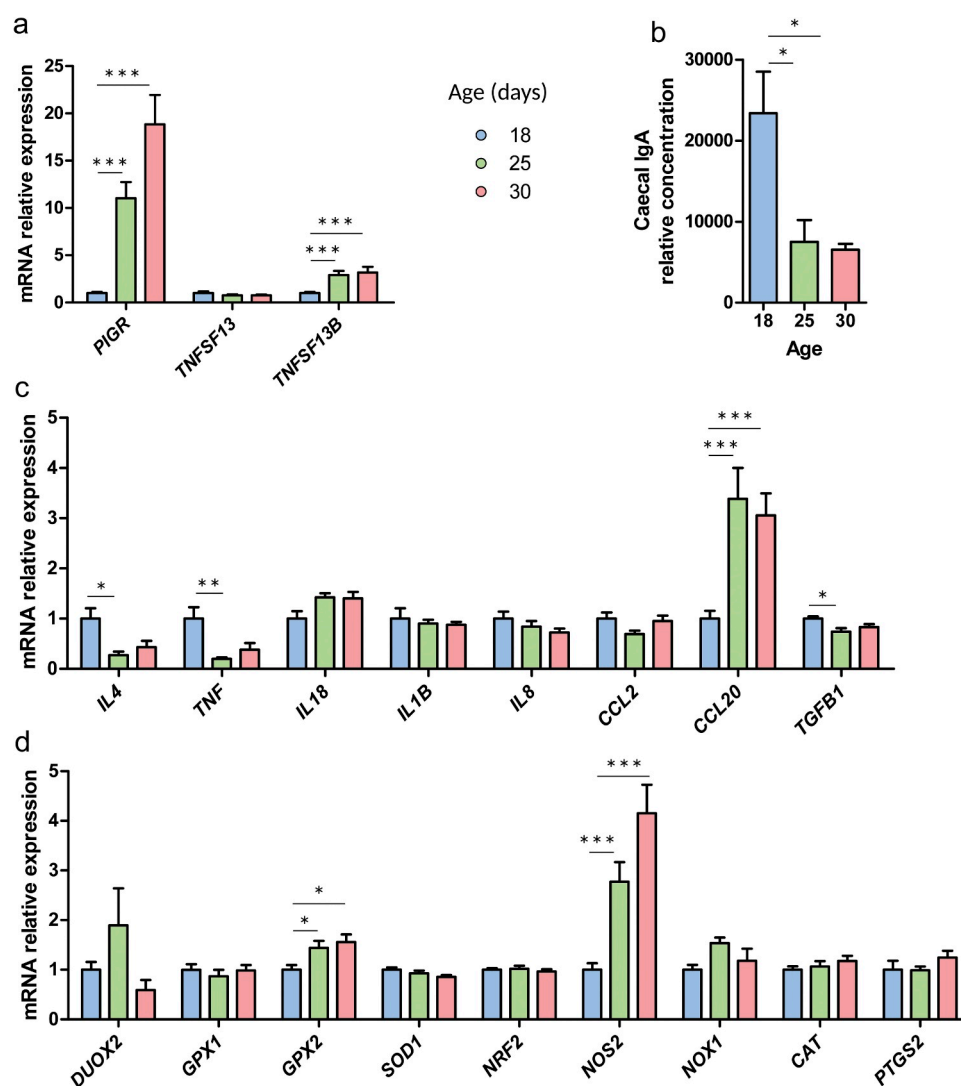 a
mRNA relative expression
25
20
15
10
5
0
***
***
***
***
PIGR
TNFSF13
TNFSF13B
Age (days)
18
25
30
b
Caecal IgA
relative concentration
30000
20000
10000
0
*
*
18 25 30
Age
c
mRNA relative expression
5
4
3
2
1
0
*
**
***
***
*
IL4
TNF
IL18
IL1B
IL8
CCL2
CCL20
TGFB1
d
mRNA relative expression
5
4
3
2
1
0
*
*
***
***
DUOX2
GPX1
GPX2
SOD1
NRF2
NOS2
NOX1
CAT
PTGS2